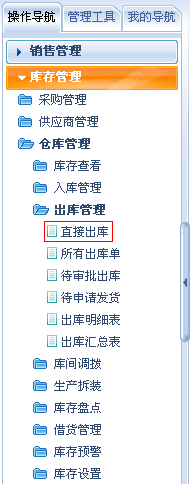 操作导航 管理工具 我的导航
销售管理
库存管理
采购管理
供应商管理
仓库管理
库存查看
入库管理
出库管理
直接出库
所有出库单
待审批出库
待申请发货
出库明细表
出库汇总表
库间调拨
生产拆装
库存盘点
借货管理
库存预警
库存设置